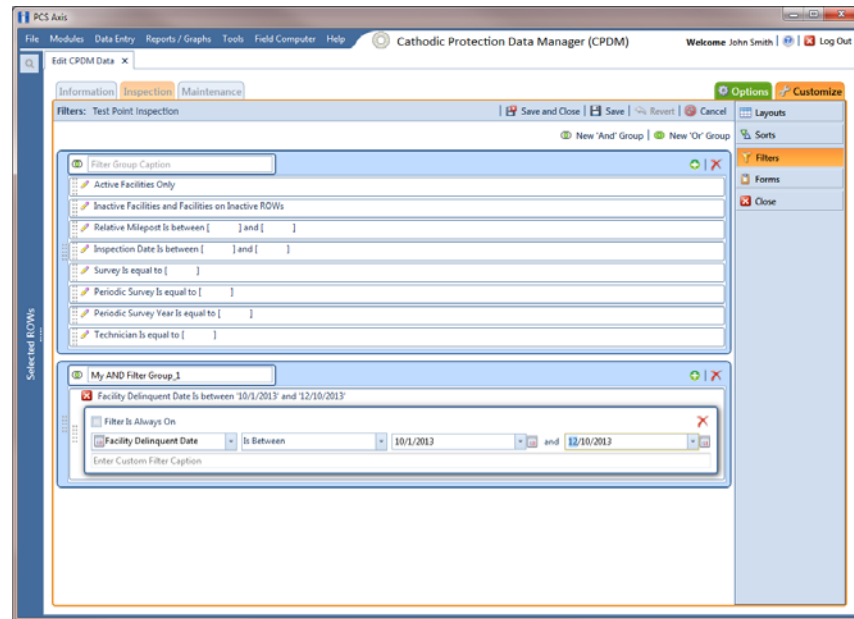 PCS Axis
File Modules Data Entry Reports / Graphs Tools Field Computer Help Cathodic Protection Data Manager (CPDM) Welcome John Smith | Log Out
Edit CPDM Data X
Information Inspection Maintenance Options Customize
Filters: Test Point Inspection | Save and Close | Save | Revert | Cancel
Layouts
New 'And' Group | New 'Or' Group
Sorts
Filters
Forms
Close
Filter Group Caption
Active Facilities Only
Inactive Facilities and Facilities on Inactive ROWs
Relative Milepost Is between [ ] and [ ]
Inspection Date Is between [ ] and [ ]
Survey Is equal to [ ]
Periodic Survey Is equal to [ ]
Periodic Survey Year Is equal to [ ]
Technician Is equal to [ ]
Selected ROWs
My AND Filter Group_1
Facility Delinquent Date Is between '10/1/2013' and '12/10/2013'
Filter Is Always On
Facility Delinquent Date Is Between 10/1/2013 and 12/10/2013
Enter Custom Filter Caption